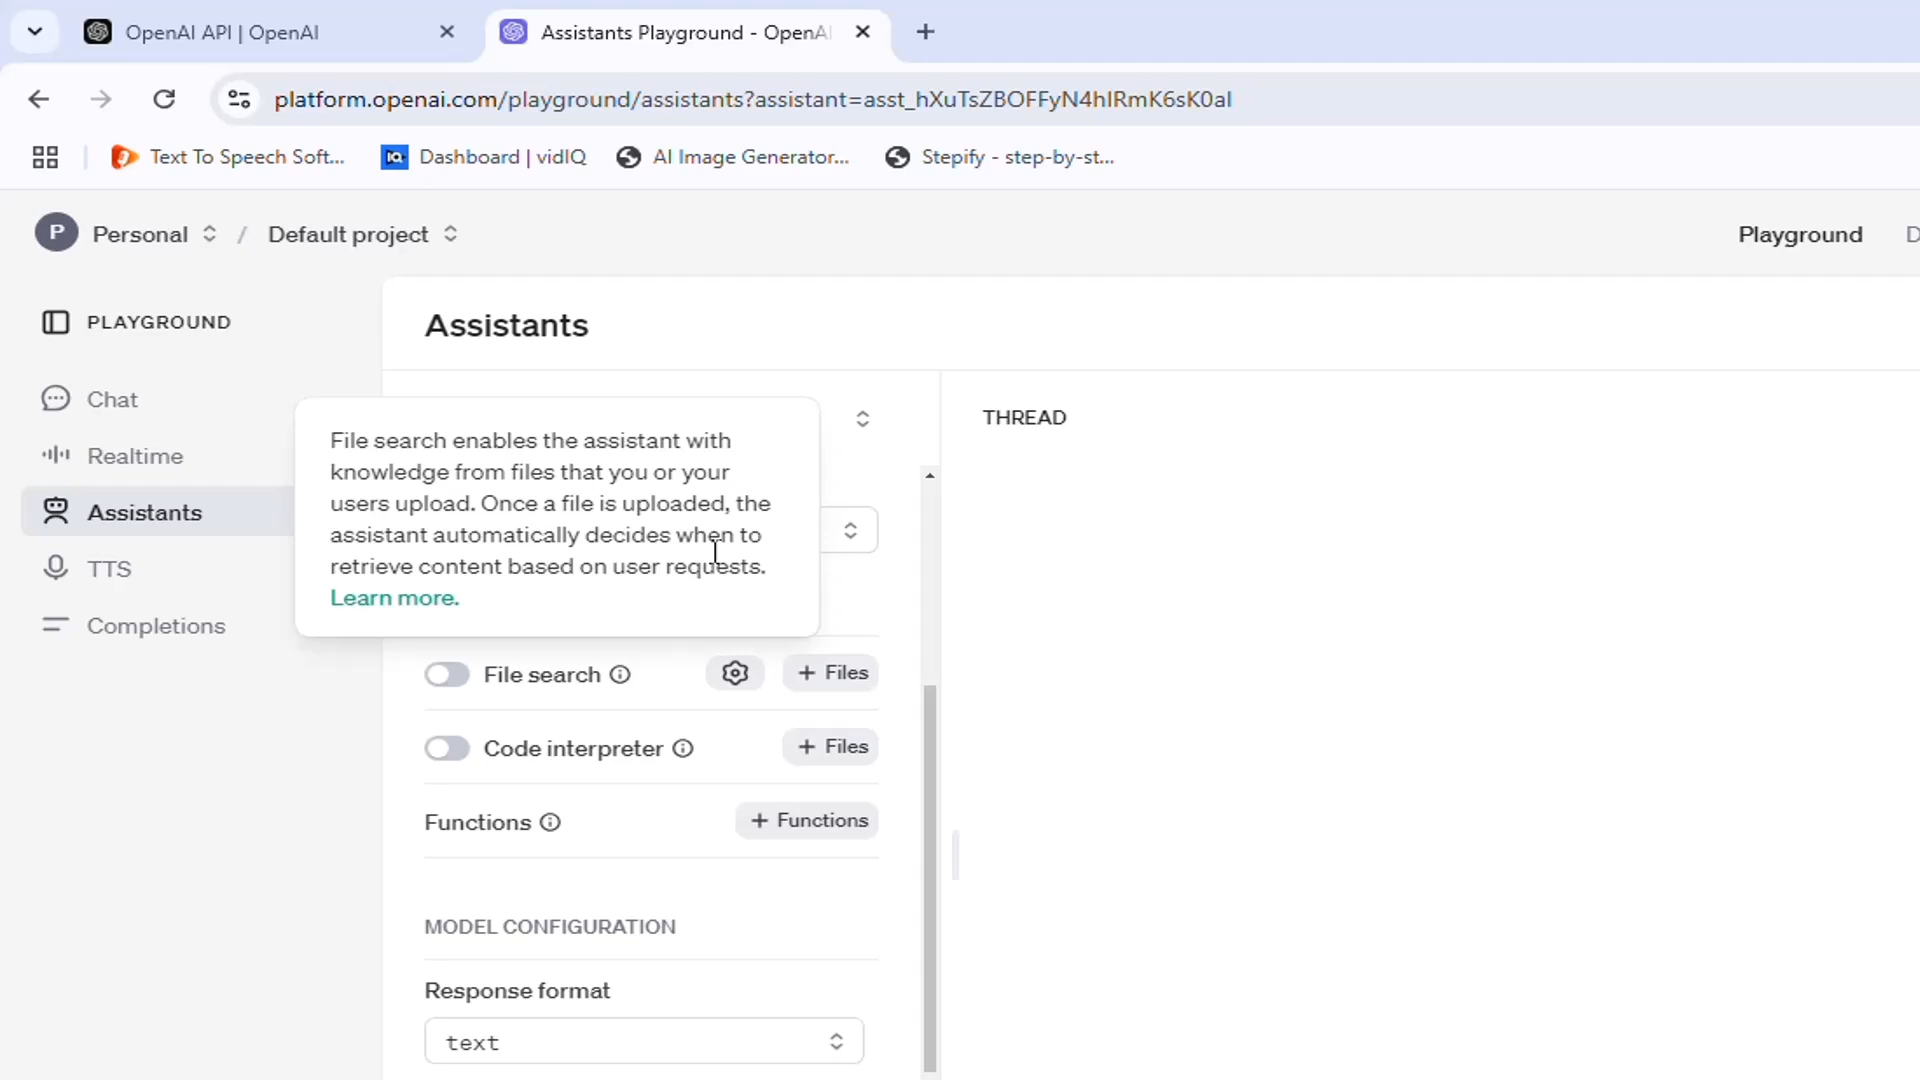 OpenAI API | OpenAI
Assistants Playground - OpenAI
platform.openai.com/playground/assistants?assistant=asst_hXuTsZBOFFyN4hIRmK6sK0aI
Text To Speech Soft...
IQ
Dashboard | vidIQ
AI Image Generator...
Stepify - step-by-st...
P
Personal / Default project
Playground
D
PLAYGROUND
Assistants
Chat
Realtime
Assistants
TTS
Completions
File search enables the assistant with
knowledge from files that you or your
users upload. Once a file is uploaded, the
assistant automatically decides when to
retrieve content based on user requests.
Learn more.
THREAD
File search
+ Files
Code interpreter
+ Files
Functions
+ Functions
MODEL CONFIGURATION
Response format
text